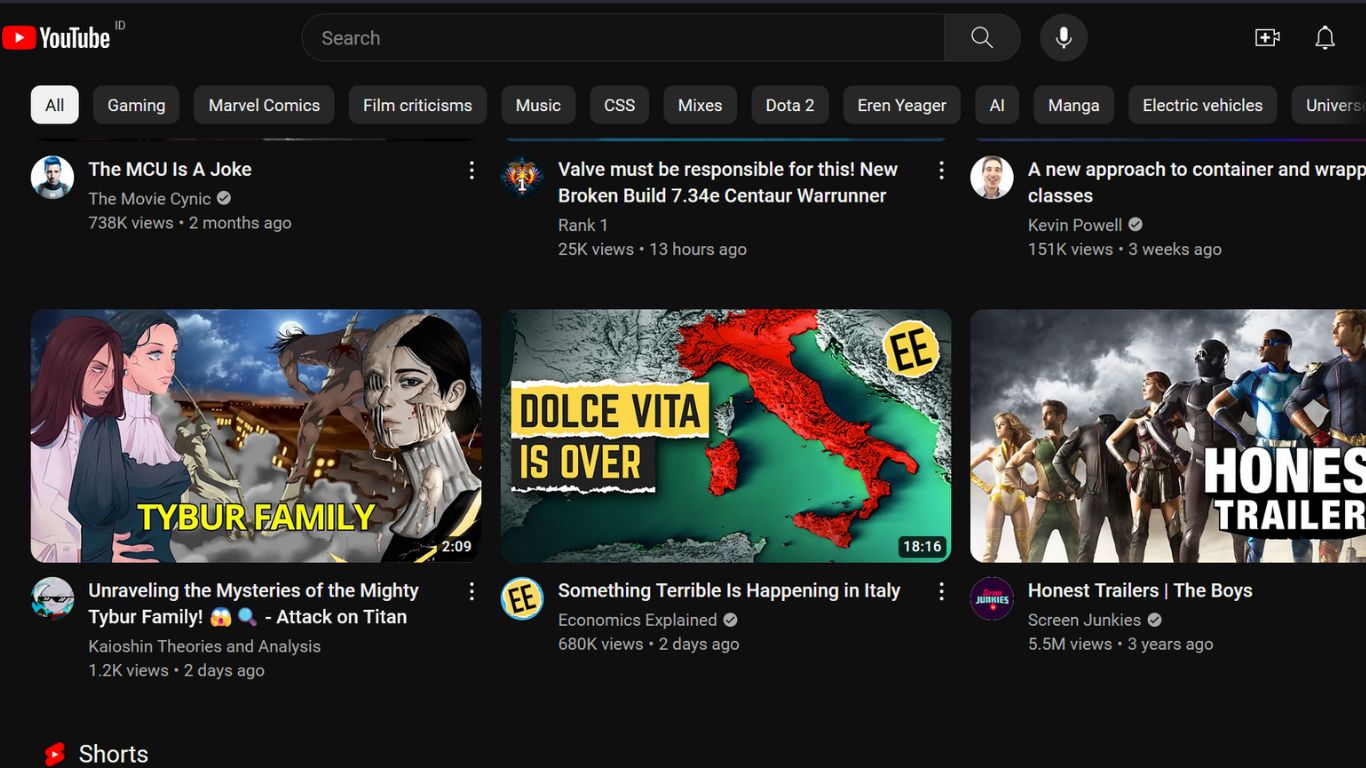 YouTube ID
Search
All
Gaming
Marvel Comics
Film criticisms
Music
CSS
Mixes
Dota 2
Eren Yeager
AI
Manga
Electric vehicles
Univers
The MCU Is A Joke
The Movie Cynic
738K views • 2 months ago
1
Valve must be responsible for this! New
Broken Build 7.34e Centaur Warrunner
Rank 1
25K views • 13 hours ago
A new approach to container and wrapp
classes
Kevin Powell
151K views • 3 weeks ago
TYBUR FAMILY
2:09
EE
DOLCE VITA
IS OVER
18:16
HONES
TRAILER
Unraveling the Mysteries of the Mighty
Tybur Family! 😱🔍 - Attack on Titan
Kaioshin Theories and Analysis
1.2K views • 2 days ago
EE
Something Terrible Is Happening in Italy
Economics Explained
680K views • 2 days ago
Screen
JUNKIES
Honest Trailers | The Boys
Screen Junkies
5.5M views • 3 years ago
Shorts